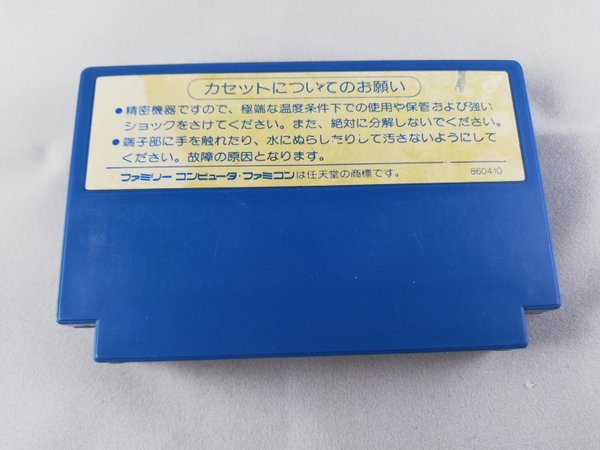 カセットについてのお願い
●精密機器ですので、極端な温度条件下での使用や保管および強い
ショックをさけてください。また、絶対に分解しないでください。
●端子部に手を触れたり、水にぬらしたりして汚さないようにして
ください。故障の原因となります。
ファミリーコンピュータ・ファミコンは任天堂の商標です。 860410